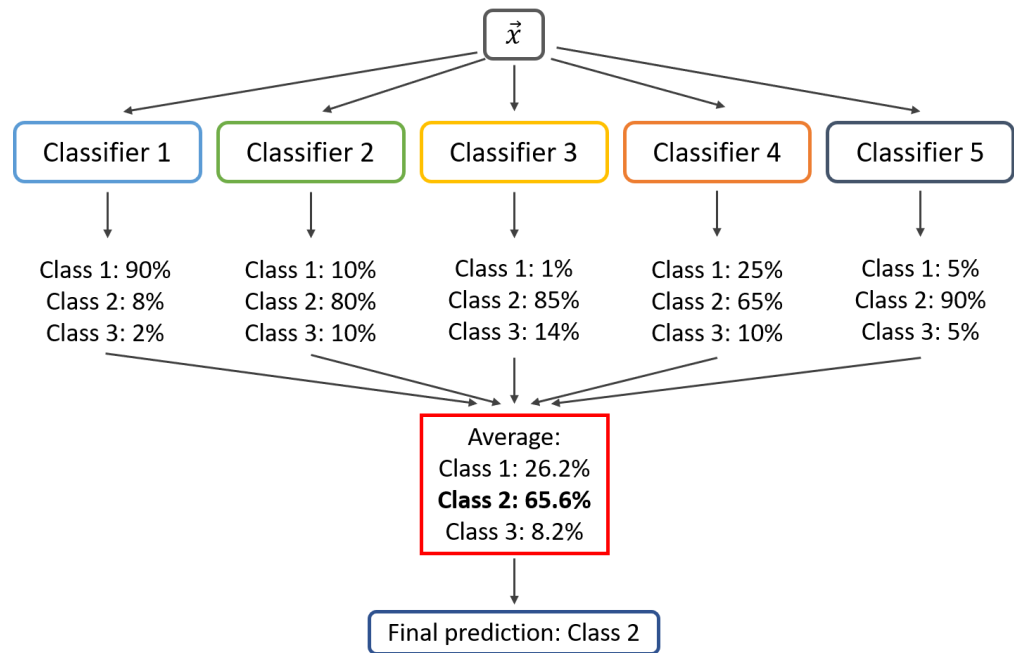 x⃗
Classifier 1
Classifier 2
Classifier 3
Classifier 4
Classifier 5
Class 1: 90%
Class 2: 8%
Class 3: 2%
Class 1: 10%
Class 2: 80%
Class 3: 10%
Class 1: 1%
Class 2: 85%
Class 3: 14%
Class 1: 25%
Class 2: 65%
Class 3: 10%
Class 1: 5%
Class 2: 90%
Class 3: 5%
Average:
Class 1: 26.2%
Class 2: 65.6%
Class 3: 8.2%
Final prediction: Class 2